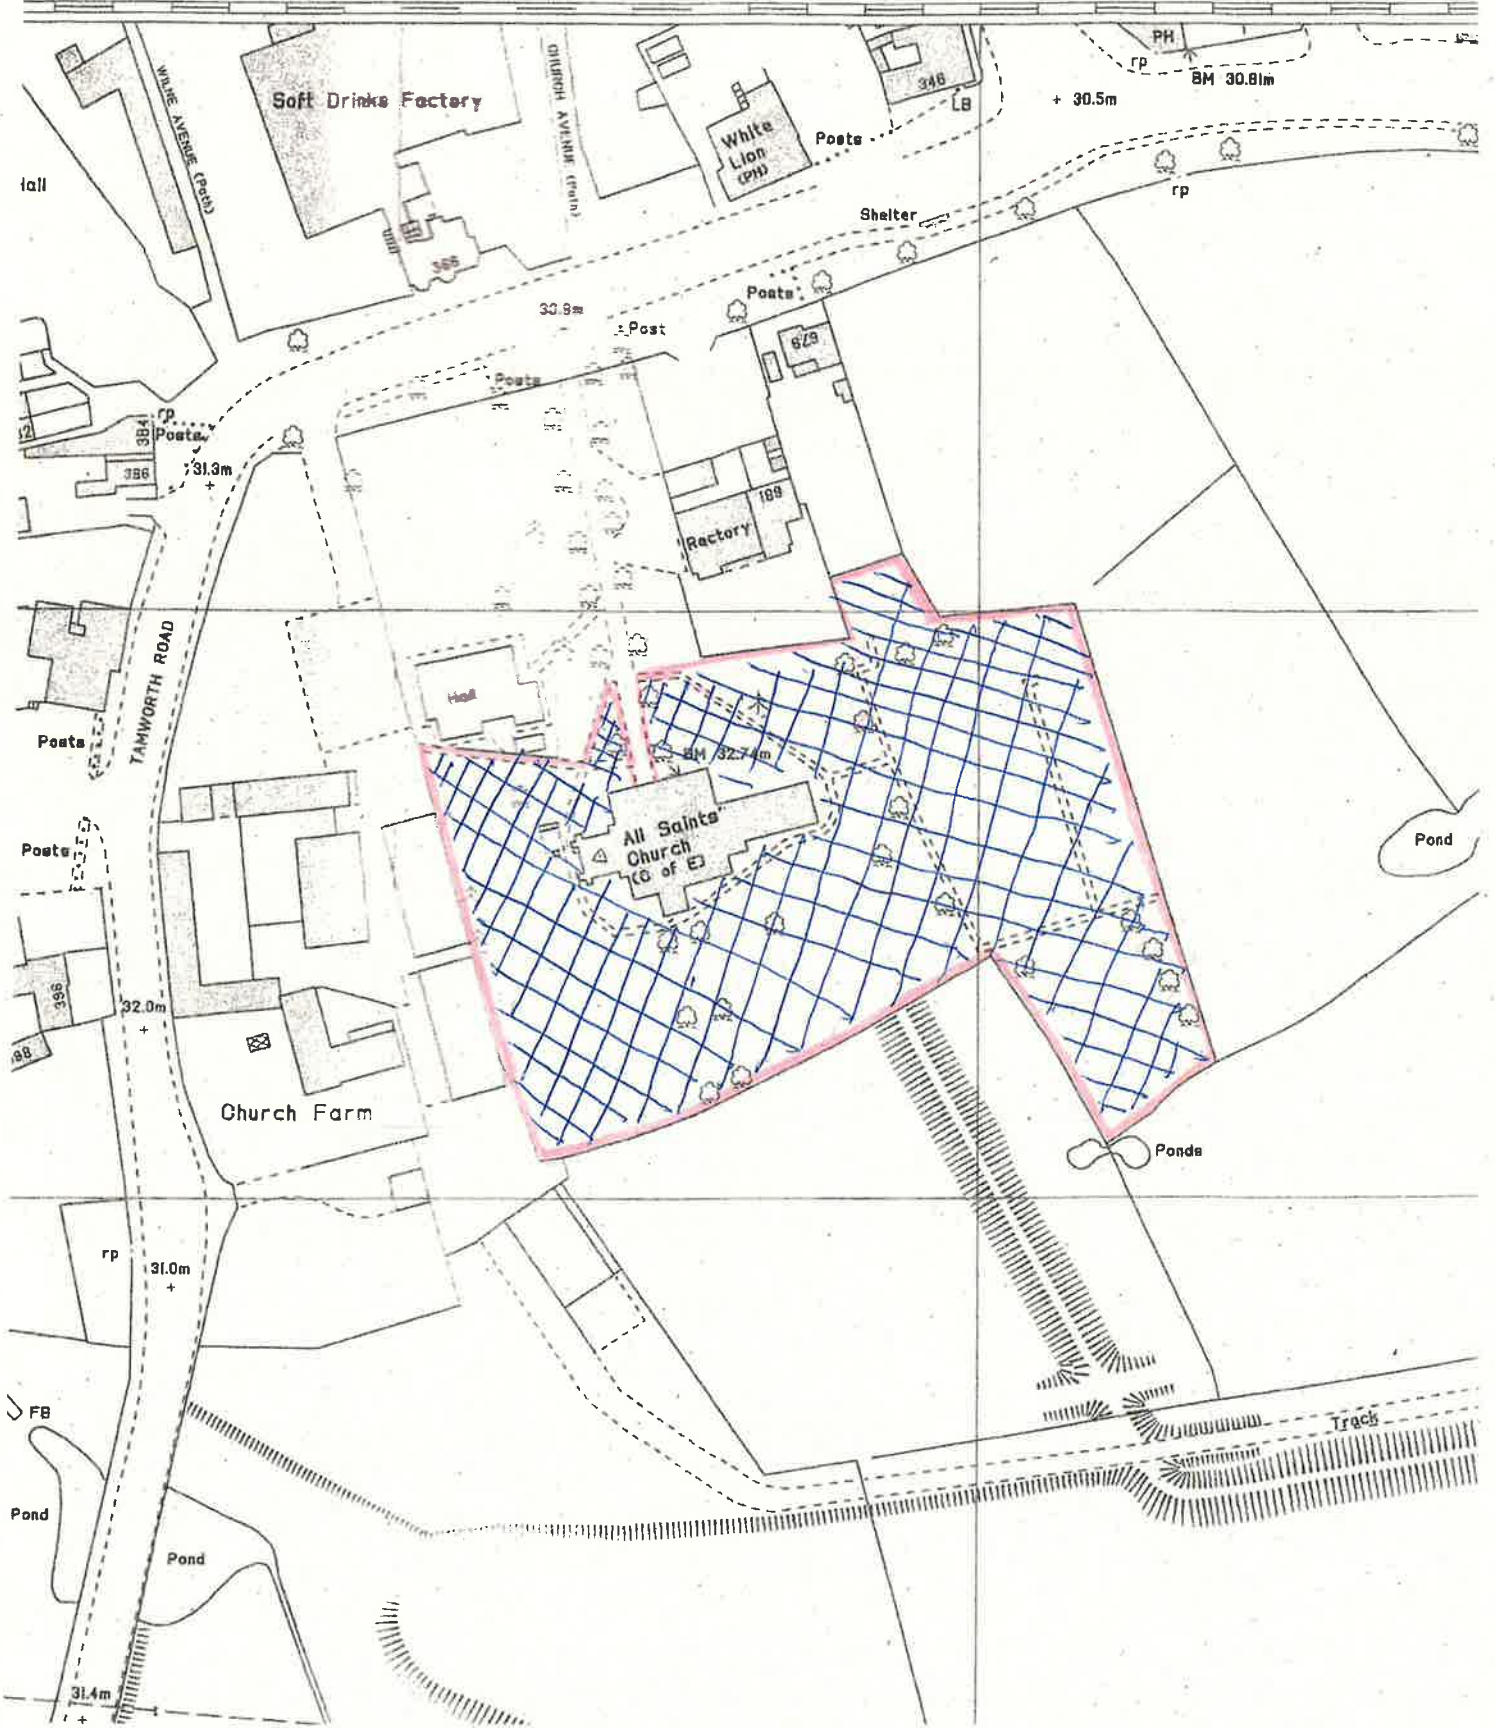 PH
rp
BM 30.81m
346
LB
+ 30.5m
WILNE AVENUE (Path)
Soft Drinks Factory
CHURCH AVENUE (Path)
White
Lion
(PH)
Posts
Shelter
rp
366
30.9m
Posts
Post
679
Posts
rp
Posts
384
386
31.3m
+
189
Rectory
TAMWORTH ROAD
Hall
Posts
BM 32.74m
All Saints'
Church
(C of E)
Posts
Pond
396
32.0m
+
Church Farm
Ponds
rp
31.0m
+
FB
Track
Pond
Pond
31.4m
+